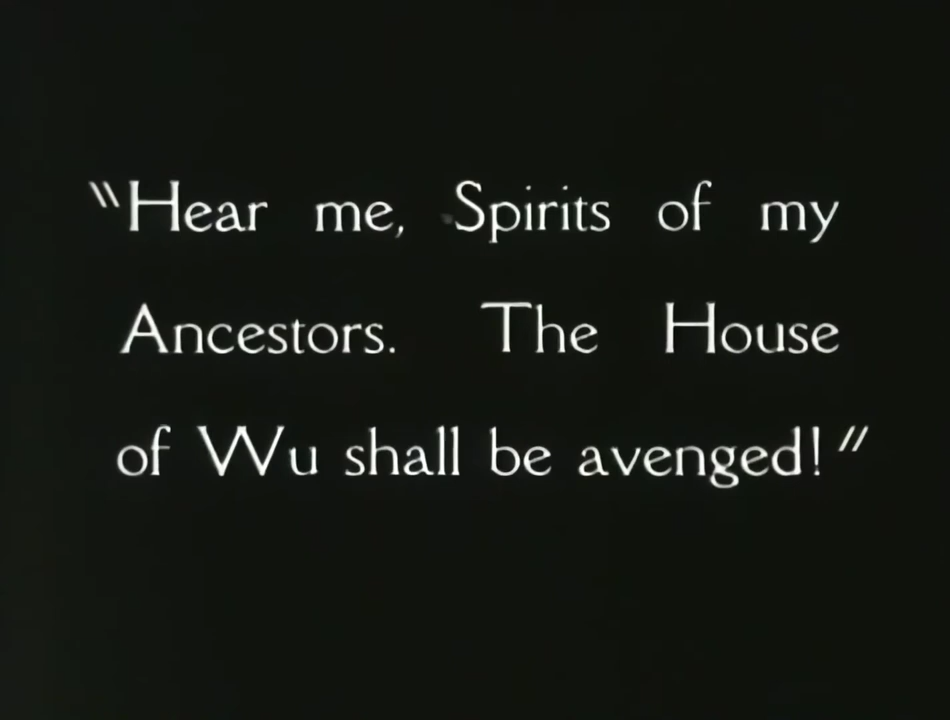 "Hear me, Spirits of my
Ancestors. The House
of Wu shall be avenged!"